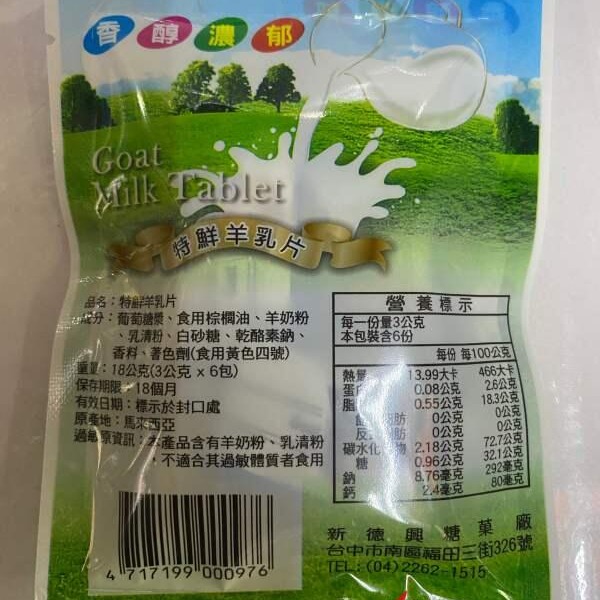 香醇濃郁
Goat
Milk Tablet
特鮮羊乳片
品名：特鮮羊乳片
成分：葡萄糖漿、食用棕櫚油、羊奶粉
、乳清粉、白砂糖、乾酪素鈉、
香料、著色劑(食用黃色四號)
重量：18公克(3公克 x 6包)
保存期限：18個月
有效日期：標示於封口處
原產地：馬來西亞
過敏原資訊：本產品含有羊奶粉、乳清粉
，不適合其過敏體質者食用
營養標示
每一份量3公克
本包裝含6份
每份 每100公克
熱量 13.99大卡 466大卡
蛋白 0.08公克 2.6公克
脂 0.55公克 18.3公克
脂肪 0公克 0公克
反 脂肪 0公克 0公克
碳水化 物 2.18公克 72.7公克
糖 0.96公克 32.1公克
鈉 8.76毫克 292毫克
鈣 2.4毫克 80毫克
4 717199 000976
新德興糖菓廠
台中市南區福田三街326號
TEL:(04)2262-1515